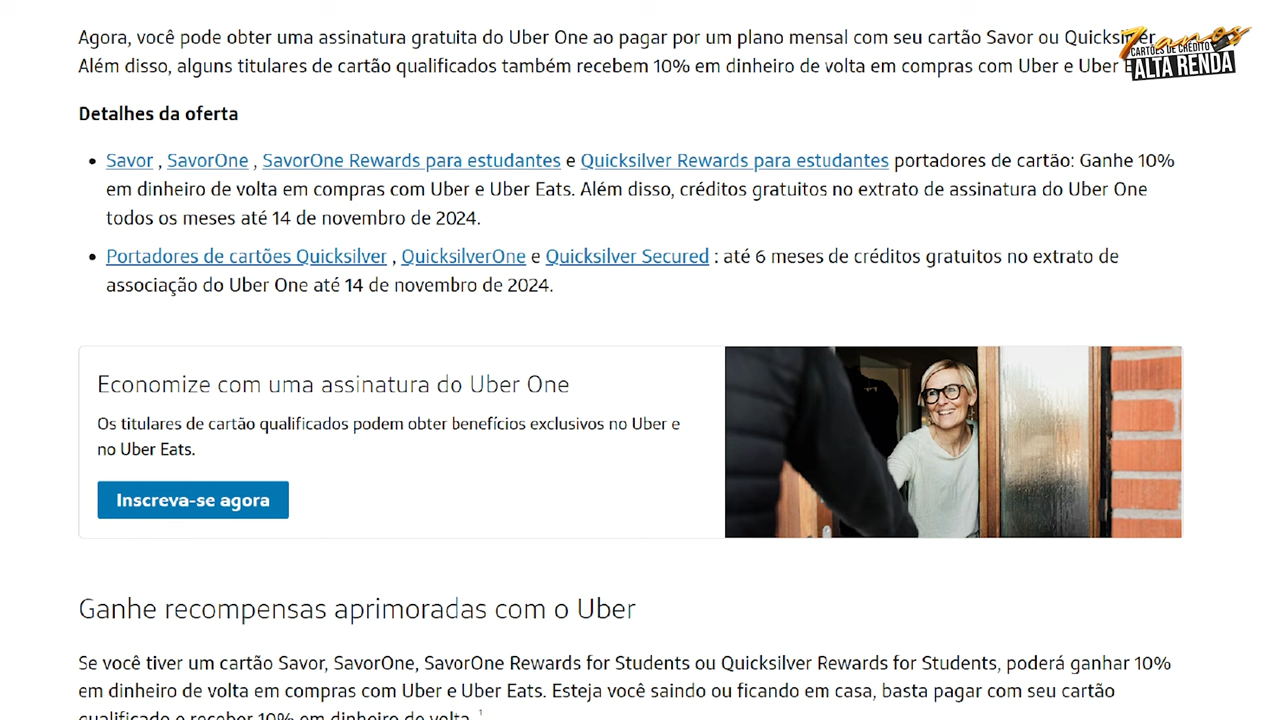 Agora, você pode obter uma assinatura gratuita do Uber One ao pagar por um plano mensal com seu cartão Savor ou
Além disso, alguns titulares de cartão qualificados também recebem 10% em dinheiro de volta em compras com Uber e Uber
7 anos
CARTÕES DE CRÉDITO
ALTA RENDA
Detalhes da oferta
• Savor , SavorOne , SavorOne Rewards para estudantes e Quicksilver Rewards para estudantes portadores de cartão: Ganhe 10%
em dinheiro de volta em compras com Uber e Uber Eats. Além disso, créditos gratuitos no extrato de assinatura do Uber One
todos os meses até 14 de novembro de 2024.
• Portadores de cartões Quicksilver , QuicksilverOne e Quicksilver Secured : até 6 meses de créditos gratuitos no extrato de
associação do Uber One até 14 de novembro de 2024.
Economize com uma assinatura do Uber One
Os titulares de cartão qualificados podem obter benefícios exclusivos no Uber e
no Uber Eats.
Inscreva-se agora
Ganhe recompensas aprimoradas com o Uber
Se você tiver um cartão Savor, SavorOne, SavorOne Rewards for Students ou Quicksilver Rewards for Students, poderá ganhar 10%
em dinheiro de volta em compras com Uber e Uber Eats. Esteja você saindo ou ficando em casa, basta pagar com seu cartão
qualificado e receber 10% em dinheiro de volta. 1